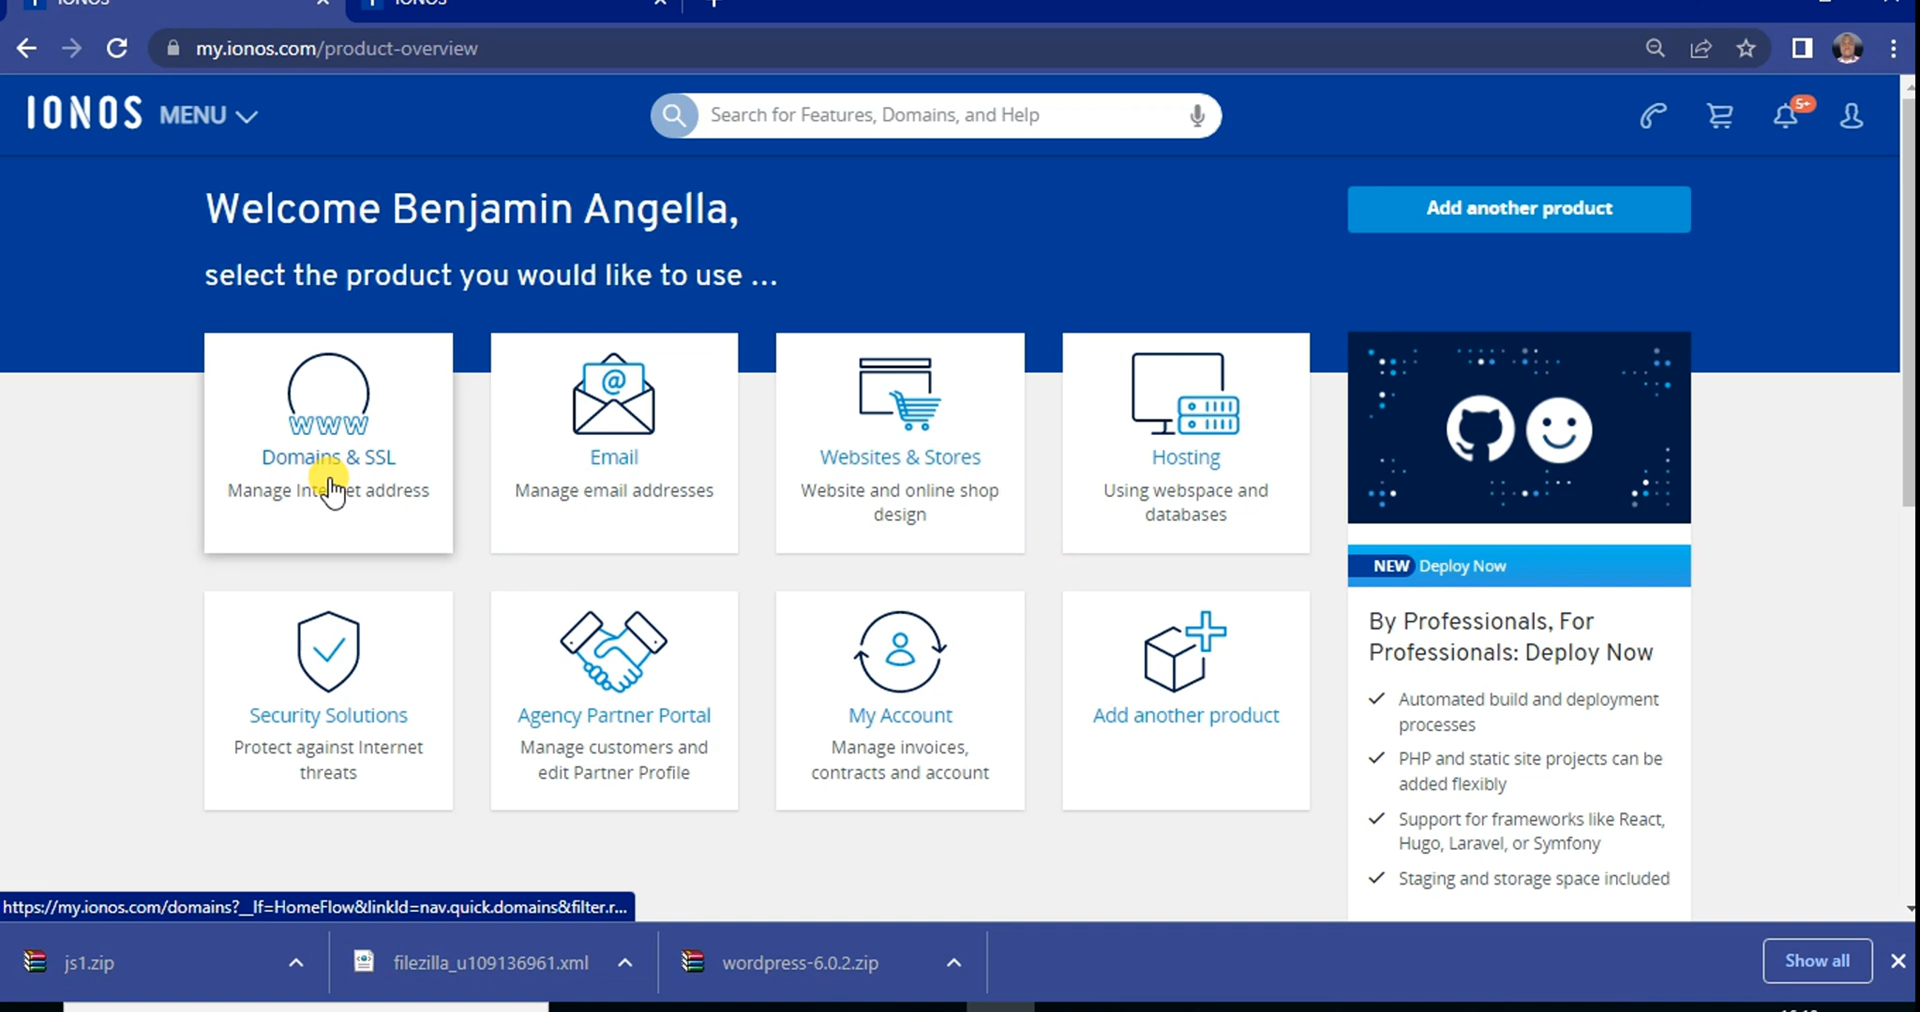 IONOS
IONOS
my.ionos.com/product-overview
IONOS MENU
Search for Features, Domains, and Help
5+
Welcome Benjamin Angella,
Add another product
select the product you would like to use ...
www
Domains & SSL
Manage Internet address
@
Email
Manage email addresses
Websites & Stores
Website and online shop
design
Hosting
Using webspace and
databases
NEW Deploy Now
By Professionals, For
Professionals: Deploy Now
Automated build and deployment
processes
PHP and static site projects can be
added flexibly
Support for frameworks like React,
Hugo, Laravel, or Symfony
Staging and storage space included
Security Solutions
Protect against Internet
threats
Agency Partner Portal
Manage customers and
edit Partner Profile
My Account
Manage invoices,
contracts and account
Add another product
https://my.ionos.com/domains?__lf=HomeFlow&linkId=nav.quick.domains&filter.r...
js1.zip
filezilla_u109136961.xml
wordpress-6.0.2.zip
Show all